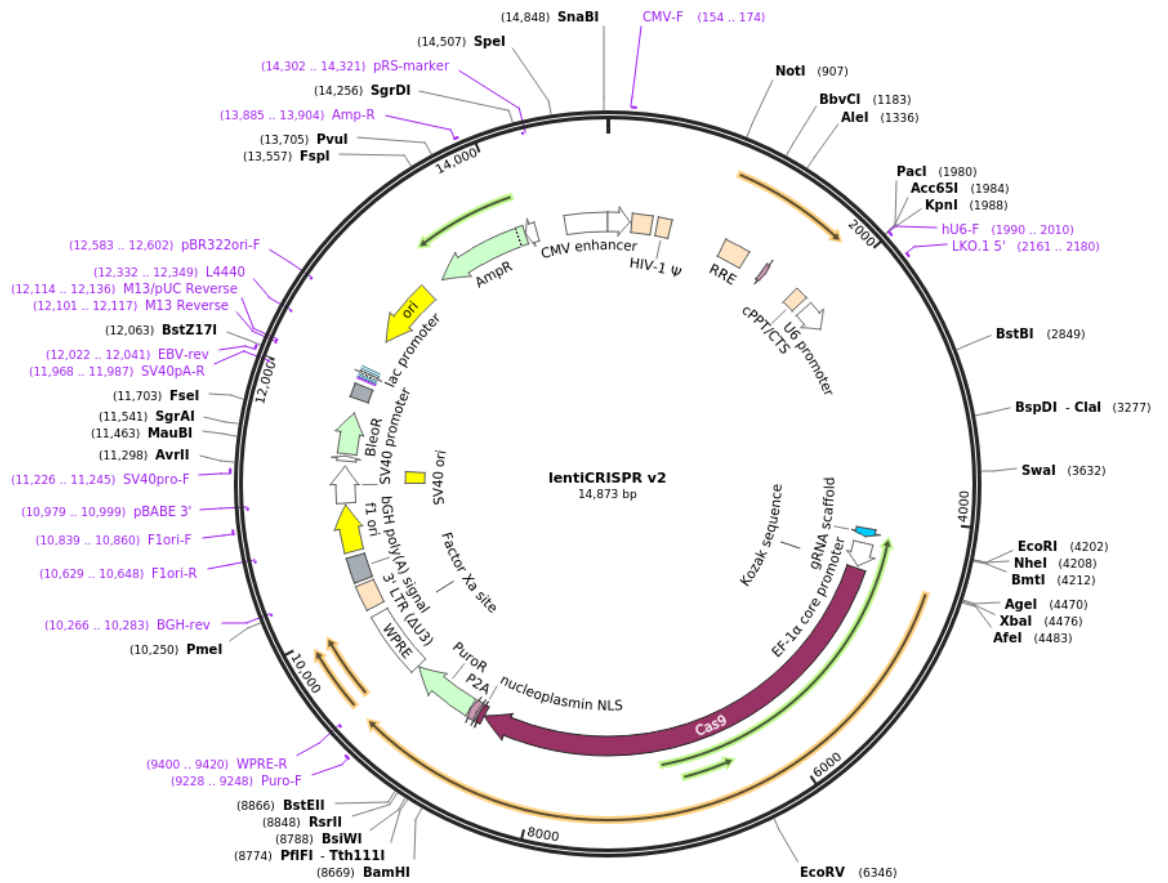 (14,848) SnaBI
CMV-F (154 .. 174)
(14,507) SpeI
(14,302 .. 14,321) pRS-marker
(14,256) SgrDI
(13,885 .. 13,904) Amp-R
(13,705) PvuI
(13,557) FspI
14,000
NotI (907)
BbvCI (1183)
AleI (1336)
PacI (1980)
Acc65I (1984)
KpnI (1988)
hU6-F (1990 .. 2010)
LKO.1 5' (2161 .. 2180)
2000
(12,583 .. 12,602) pBR322ori-F
(12,332 .. 12,349) L4440
(12,114 .. 12,136) M13/pUC Reverse
(12,101 .. 12,117) M13 Reverse
(12,063) BstZ17I
(12,022 .. 12,041) EBV-rev
(11,968 .. 11,987) SV40pA-R
12,000
(11,703) FseI
(11,541) SgrAI
(11,463) MauBI
(11,298) AvrII
(11,226 .. 11,245) SV40pro-F
(10,979 .. 10,999) pBABE 3'
(10,839 .. 10,860) F1ori-F
(10,629 .. 10,648) F1ori-R
(10,266 .. 10,283) BGH-rev
(10,250) PmeI
10,000
BstBI (2849)
BspDI - ClaI (3277)
SwaI (3632)
4000
EcoRI (4202)
NheI (4208)
BmtI (4212)
AgeI (4470)
XbaI (4476)
AfeI (4483)
CMV enhancer
HIV-1 Ψ
RRE
cPPT/CTS
U6 promoter
AmpR
ori
lac promoter
SV40 promoter
BleoR
SV40 ori
f1 ori
bGH poly(A) signal
3' LTR (ΔU3)
WPRE
Factor Xa site
lentiCRISPR v2
14,873 bp
Kozak sequence
gRNA scaffold
EF-1α core promoter
PuroR
P2A
nucleoplasmin NLS
Cas9
(9400 .. 9420) WPRE-R
(9228 .. 9248) Puro-F
(8866) BstEII
(8848) RsrII
(8788) BsiWI
(8774) PflFI - Tth111I
(8669) BamHI
8000
6000
EcoRV (6346)